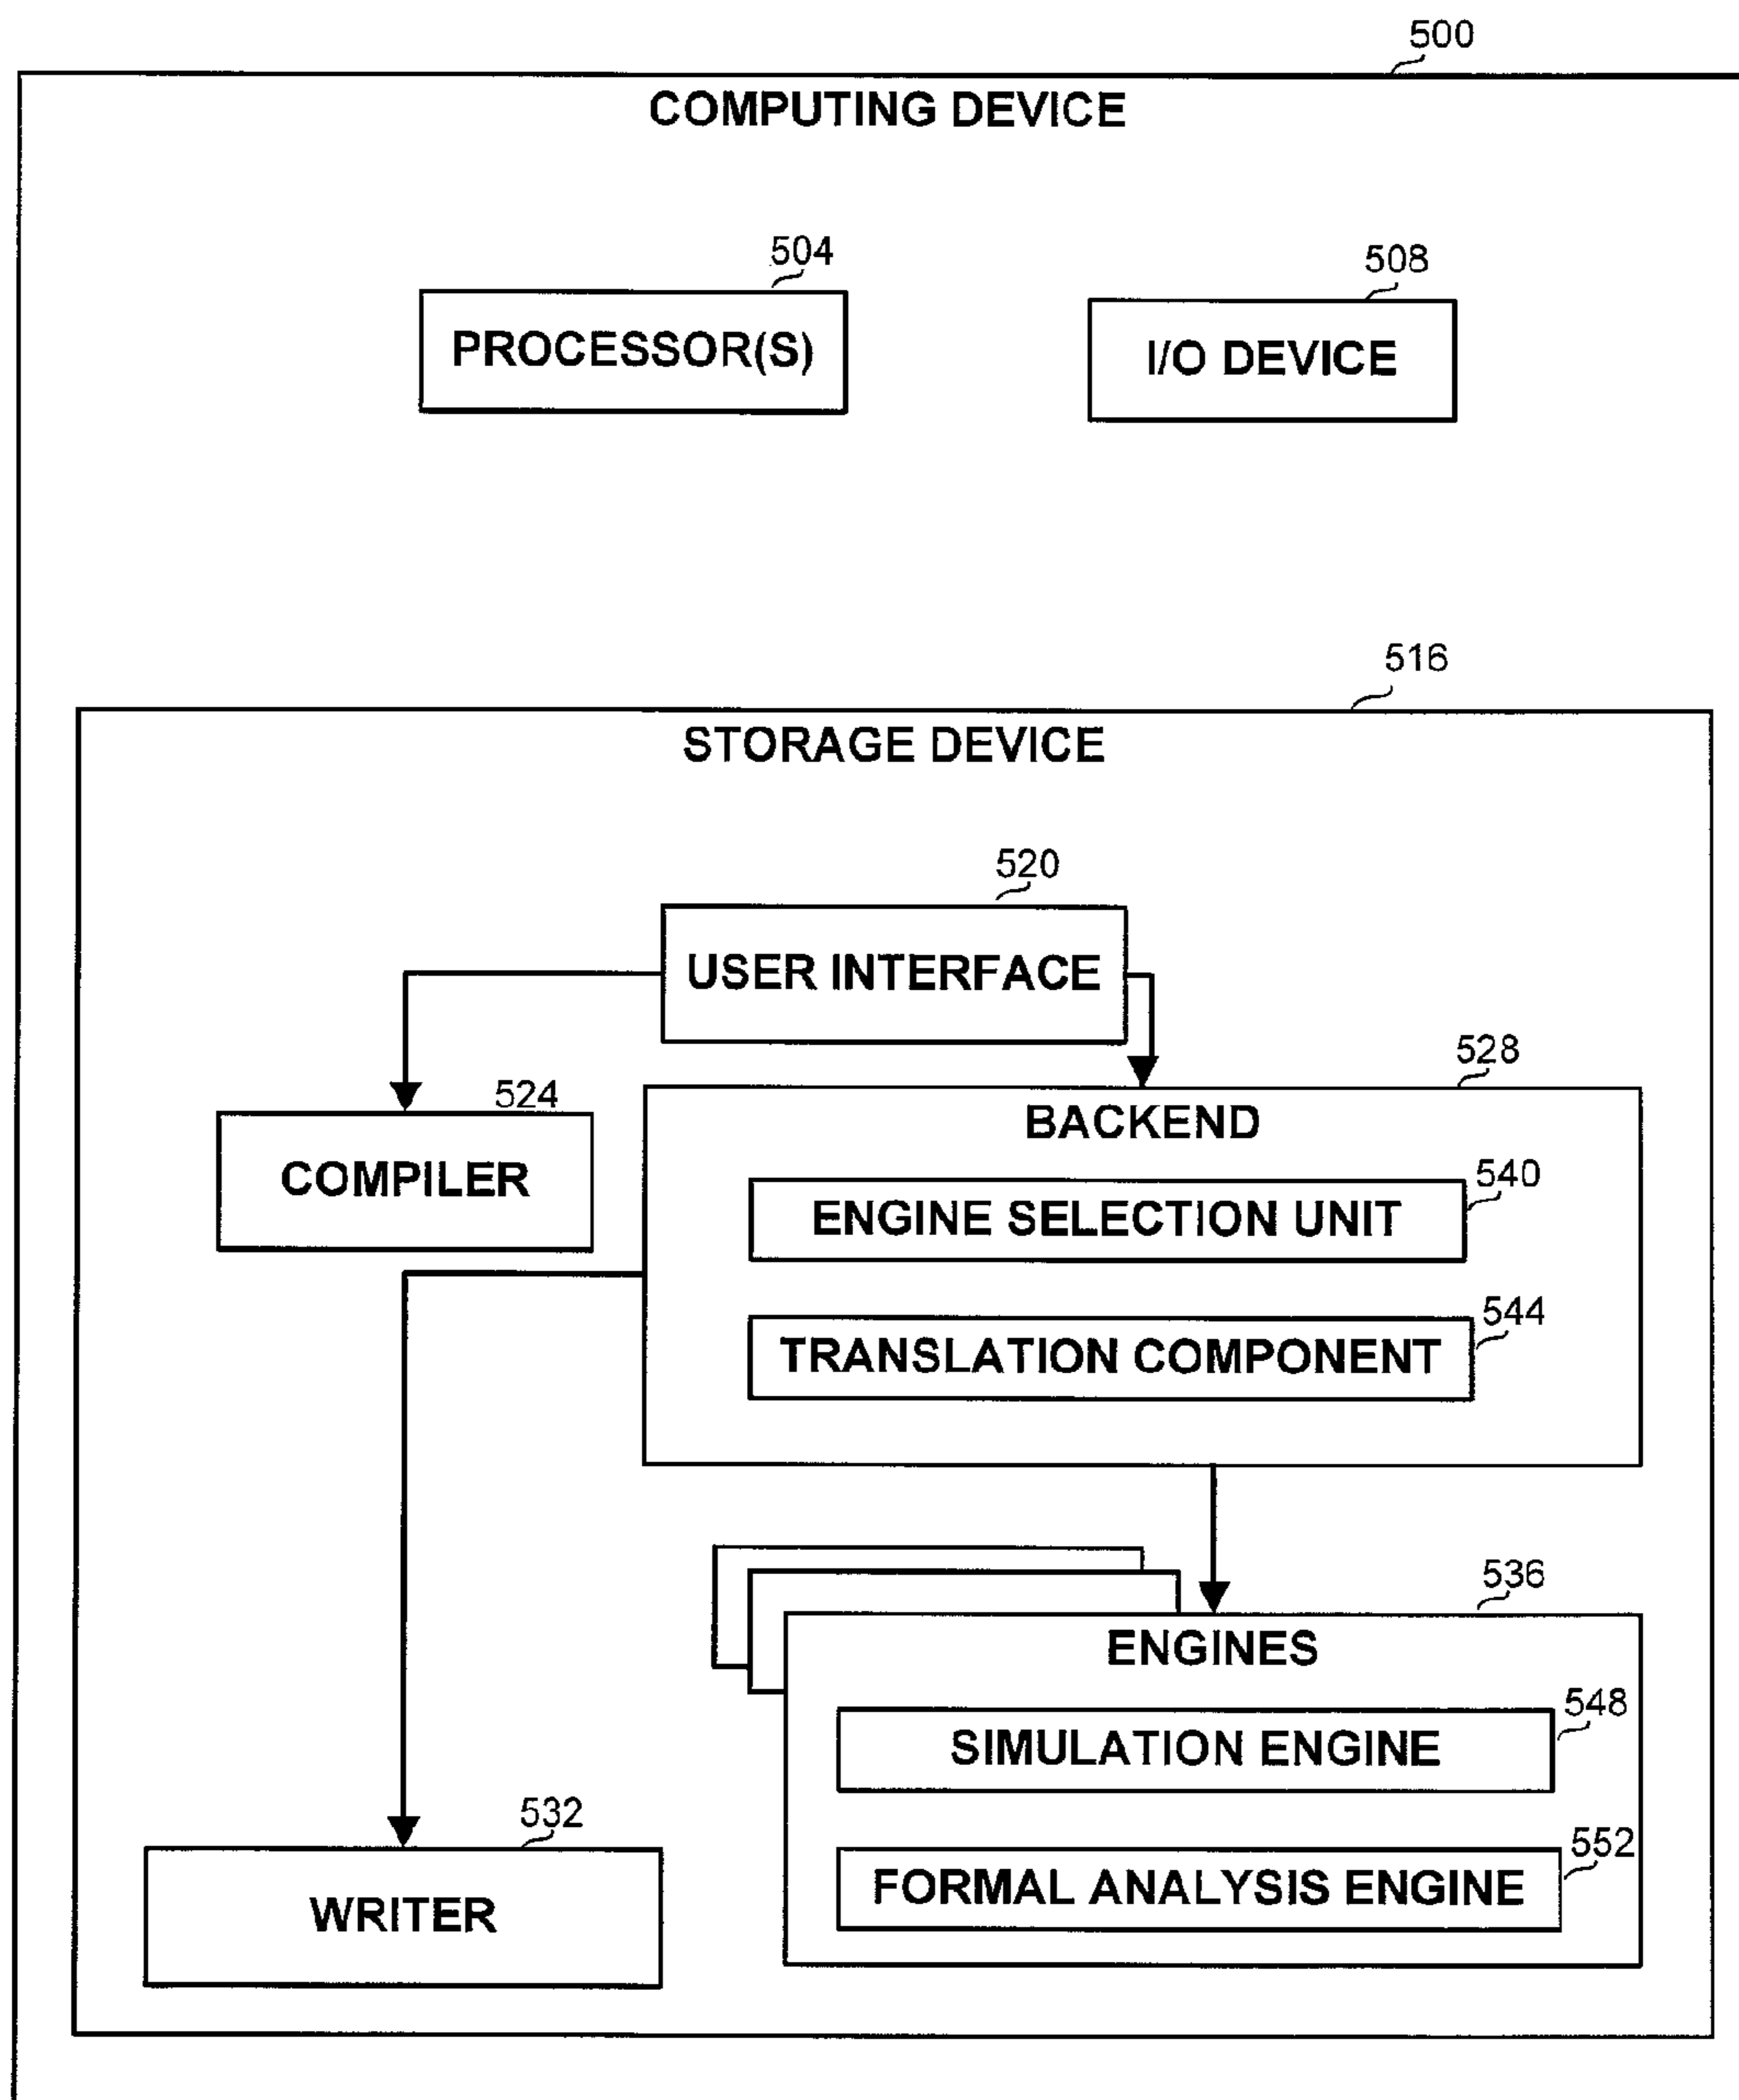 500
COMPUTING DEVICE
504
PROCESSOR(S)
508
I/O DEVICE
516
STORAGE DEVICE
520
USER INTERFACE
524
COMPILER
528
BACKEND
540
ENGINE SELECTION UNIT
544
TRANSLATION COMPONENT
536
ENGINES
548
SIMULATION ENGINE
552
FORMAL ANALYSIS ENGINE
532
WRITER